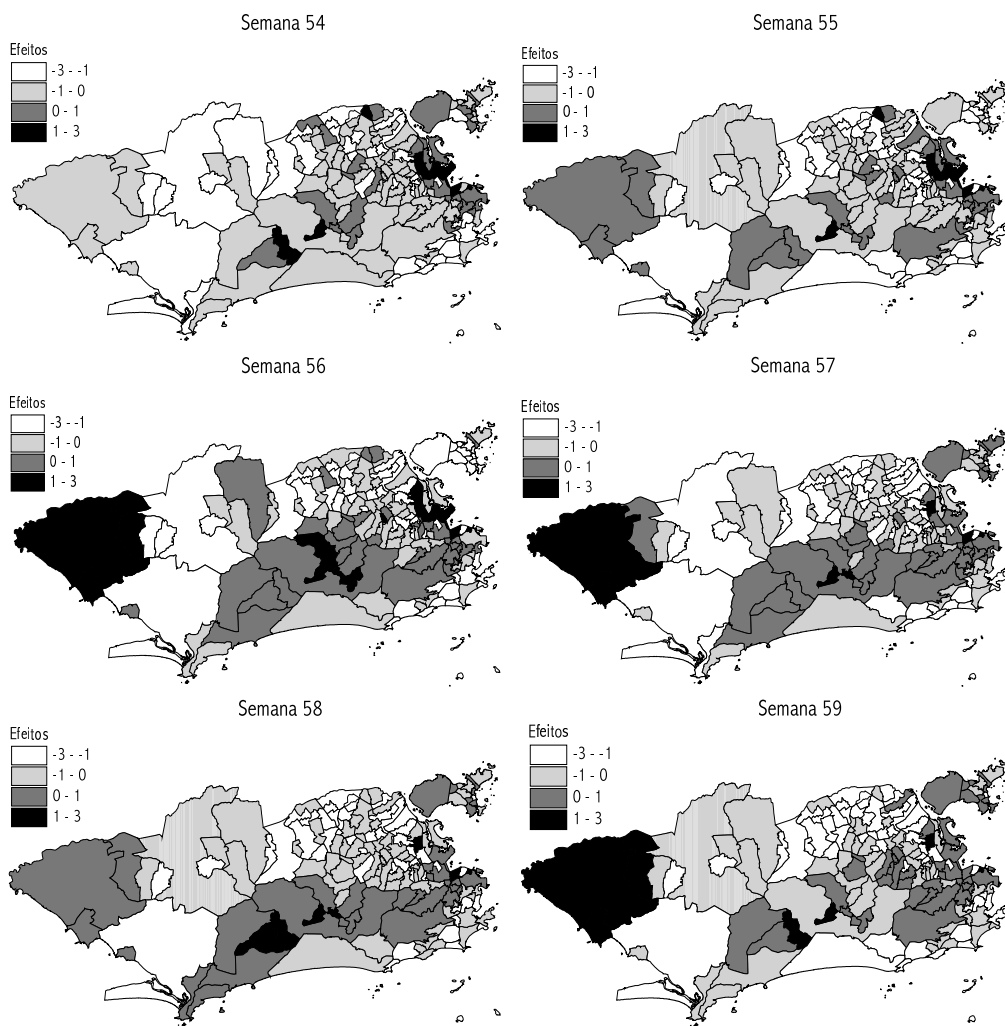 Semana 54
Efeitos
-3 - -1
-1 - 0
0 - 1
1 - 3
Semana 55
Efeitos
-3 - -1
-1 - 0
0 - 1
1 - 3
Semana 56
Efeitos
-3 - -1
-1 - 0
0 - 1
1 - 3
Semana 57
Efeitos
-3 - -1
-1 - 0
0 - 1
1 - 3
Semana 58
Efeitos
-3 - -1
-1 - 0
0 - 1
1 - 3
Semana 59
Efeitos
-3 - -1
-1 - 0
0 - 1
1 - 3